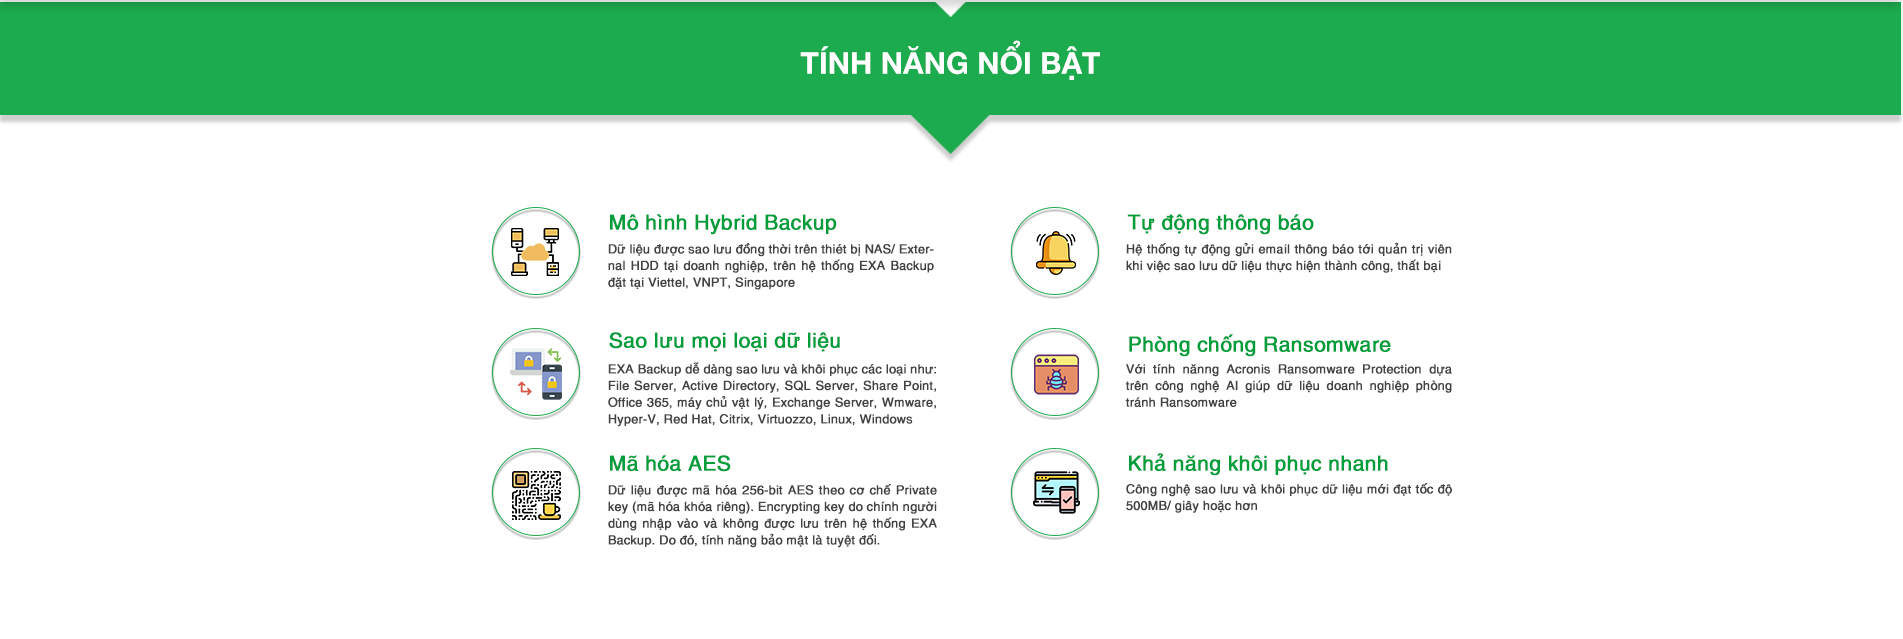 TÍNH NĂNG NỔI BẬT
Mô hình Hybrid Backup
Dữ liệu được sao lưu đồng thời trên thiét bị NAS/ Exter-
nal HDD tại doanh nghiệp, trên hệ thống EXA Backup
đặt tại Viettel, VNPT, Singapore
Tự động thông báo
Hệ thống tự động gửi email thông báo tới quản trị viên
khi việc sao lưu dữ liệu thực hiện thành công, thất bại
Sao lưu mọi loại dữ liệu
EXA Backup dễ dàng sao lưu và khôi phục các loại như:
File Server, Active Directory, SQL Server, Share Point,
Office 365, máy chủ vật lý, Exchange Server, Wmware,
Hyper-V, Red Hat, Citrix, Virtuozzo, Linux, Windows
Phòng chống Ransomware
Với tính nănng Acronis Ransomware Protection dựa
trên công nghệ AI giúp dữ liệu doanh nghiệp phòng
tránh Ransomware
Mã hóa AES
Dữ liệu được mã hóa 256-bit AES theo cơ chế Private
key (mã hóa khóa riêng). Encrypting key do chính người
dùng nhập vào và không được lưu trên hệ thống EXA
Backup. Do đó, tính năng bảo mật là tuyệt đối.
Khả năng khôi phục nhanh
Công nghệ sao lưu và khôi phục dữ liệu mới đạt tốc độ
500MB/ giây hoặc hơn